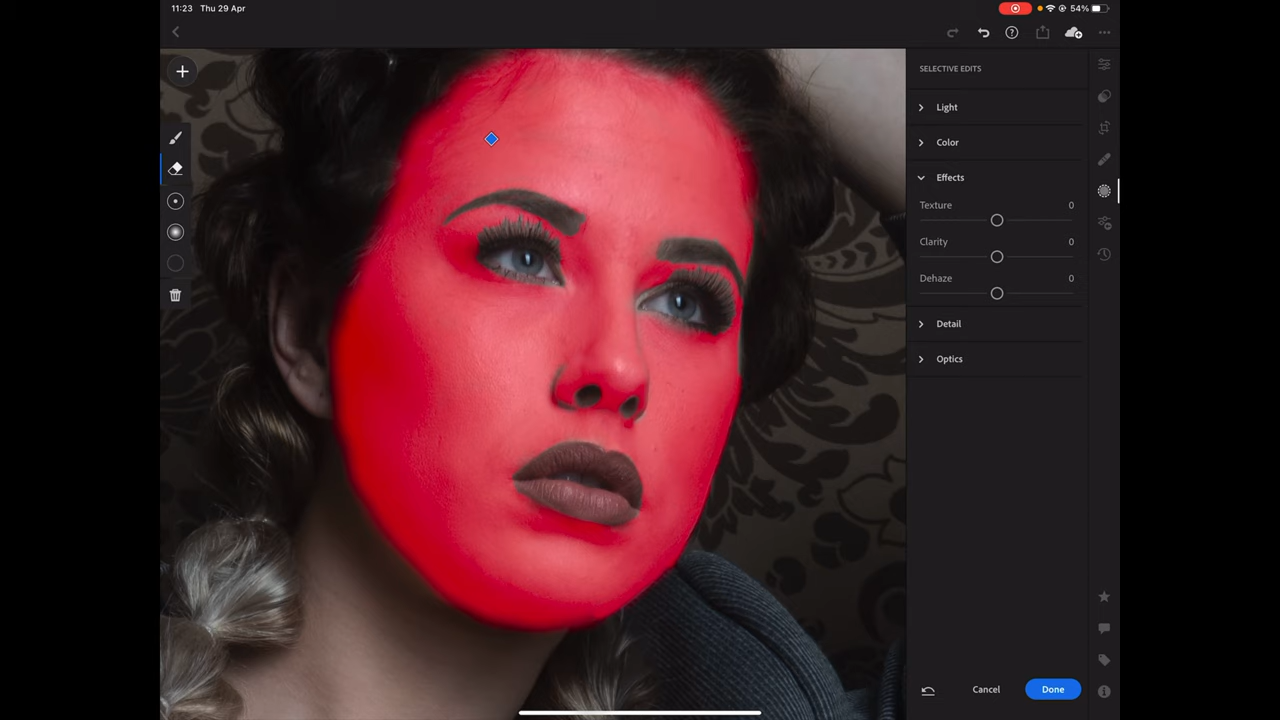 11:23 Thu 29 Apr
54%
SELECTIVE EDITS
Light
Color
Effects
Texture 0
Clarity 0
Dehaze 0
Detail
Optics
Cancel
Done